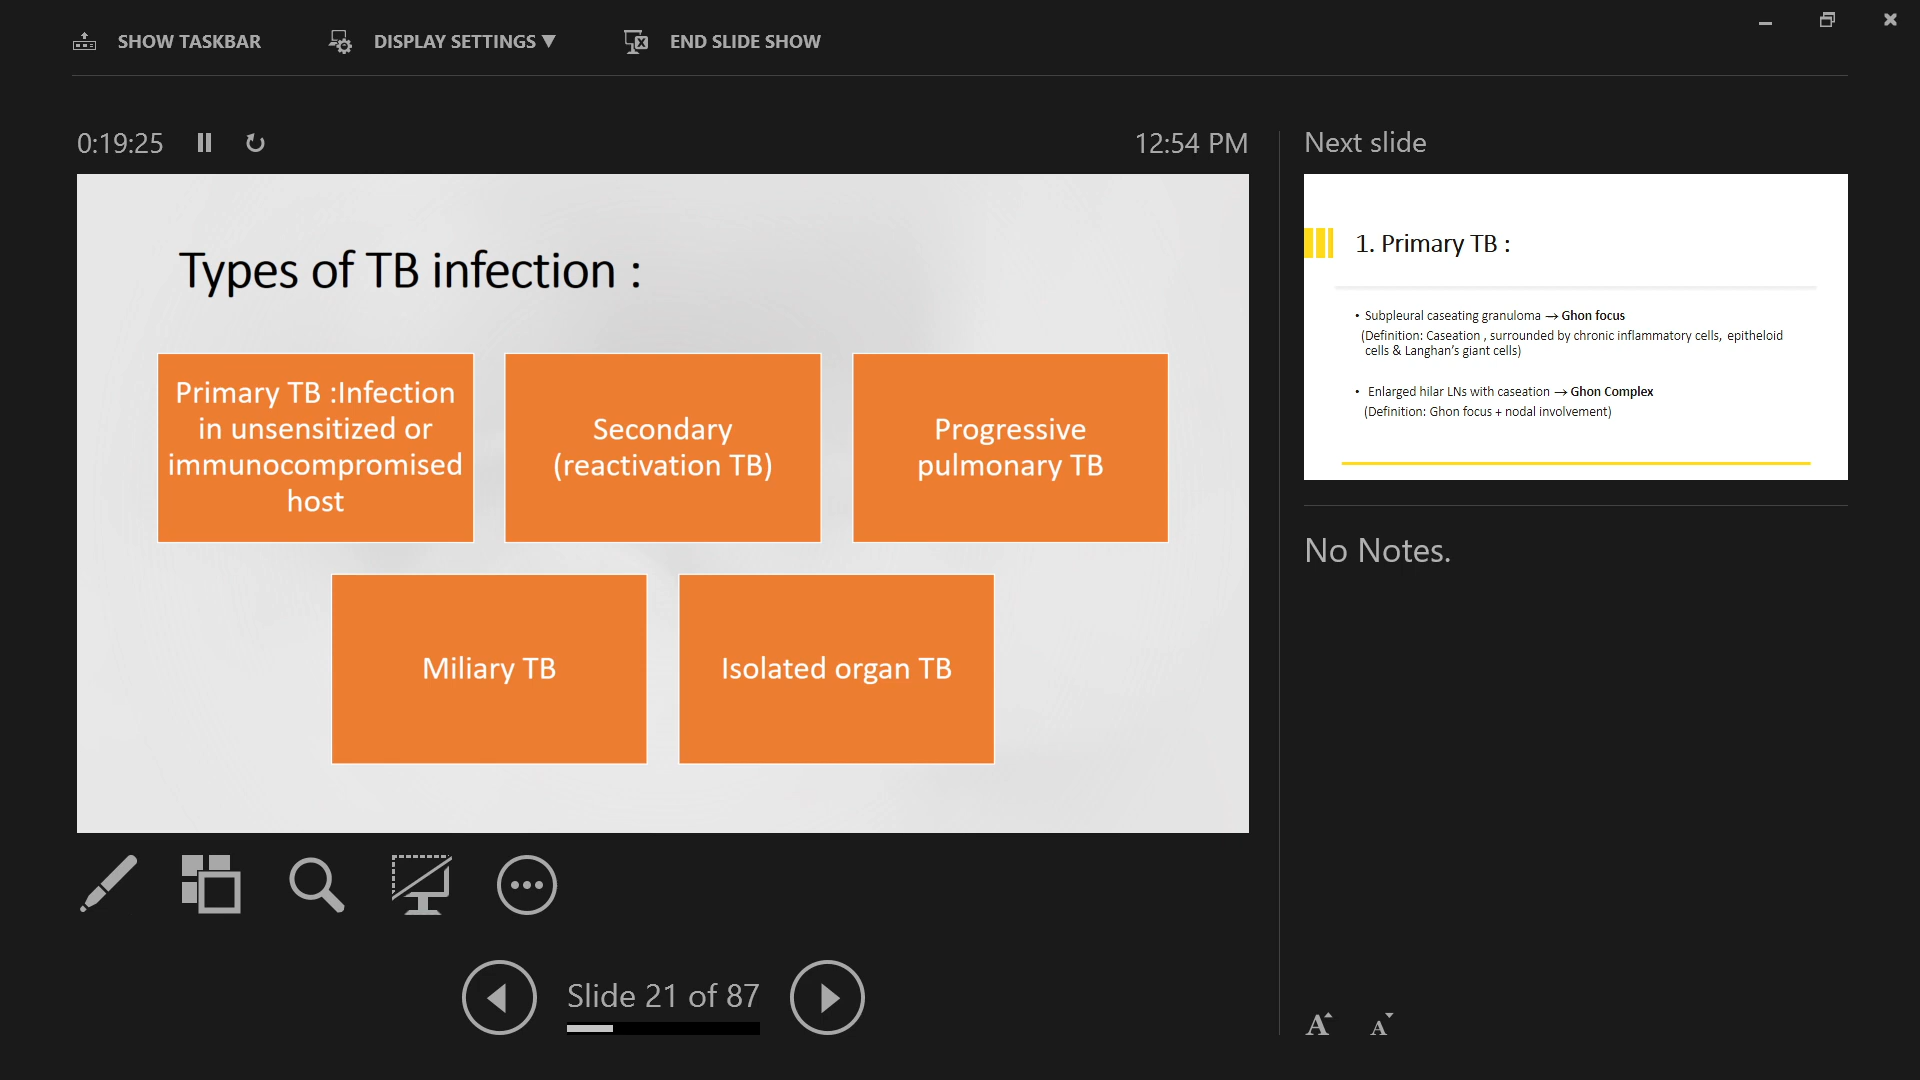 SHOW TASKBAR
DISPLAY SETTINGS ▼
END SLIDE SHOW
0:19:25
12:54 PM
Types of TB infection :
Primary TB :Infection
in unsensitized or
immunocompromised
host
Secondary
(reactivation TB)
Progressive
pulmonary TB
Miliary TB
Isolated organ TB
Slide 21 of 87
Next slide
1. Primary TB :
• Subpleural caseating granuloma → Ghon focus
(Definition: Caseation , surrounded by chronic inflammatory cells, epitheloid
cells & Langhan’s giant cells)
• Enlarged hilar LNs with caseation → Ghon Complex
(Definition: Ghon focus + nodal involvement)
No Notes.
A
A